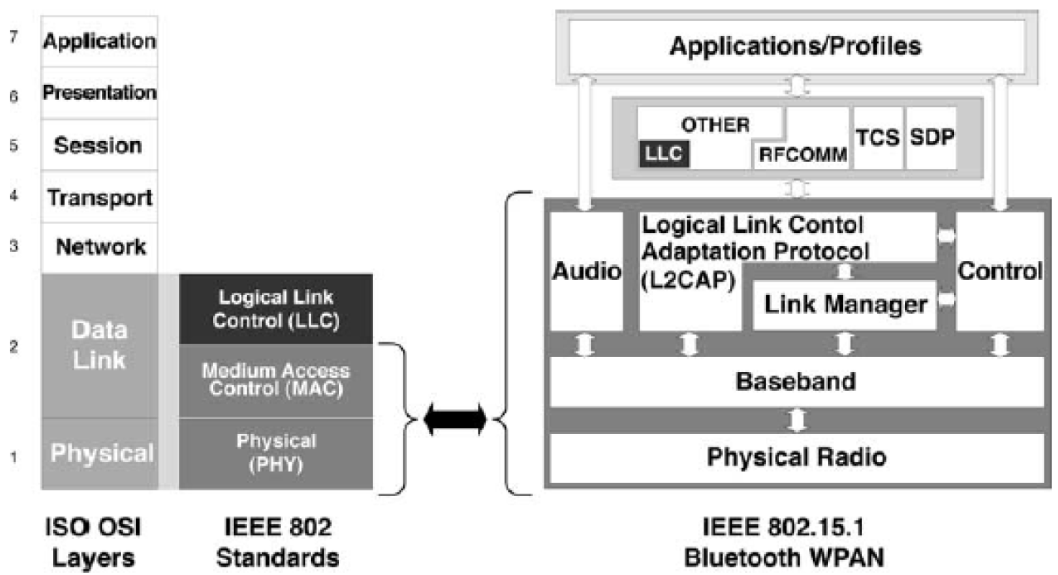 7
Application
6
Presentation
5
Session
4
Transport
3
Network
2
Data
Link
1
Physical
ISO OSI
Layers
Logical Link
Control (LLC)
Medium Access
Control (MAC)
Physical
(PHY)
IEEE 802
Standards
Applications/Profiles
OTHER
LLC
RFCOMM
TCS
SDP
Audio
Logical Link Contol
Adaptation Protocol
(L2CAP)
Link Manager
Control
Baseband
Physical Radio
IEEE 802.15.1
Bluetooth WPAN